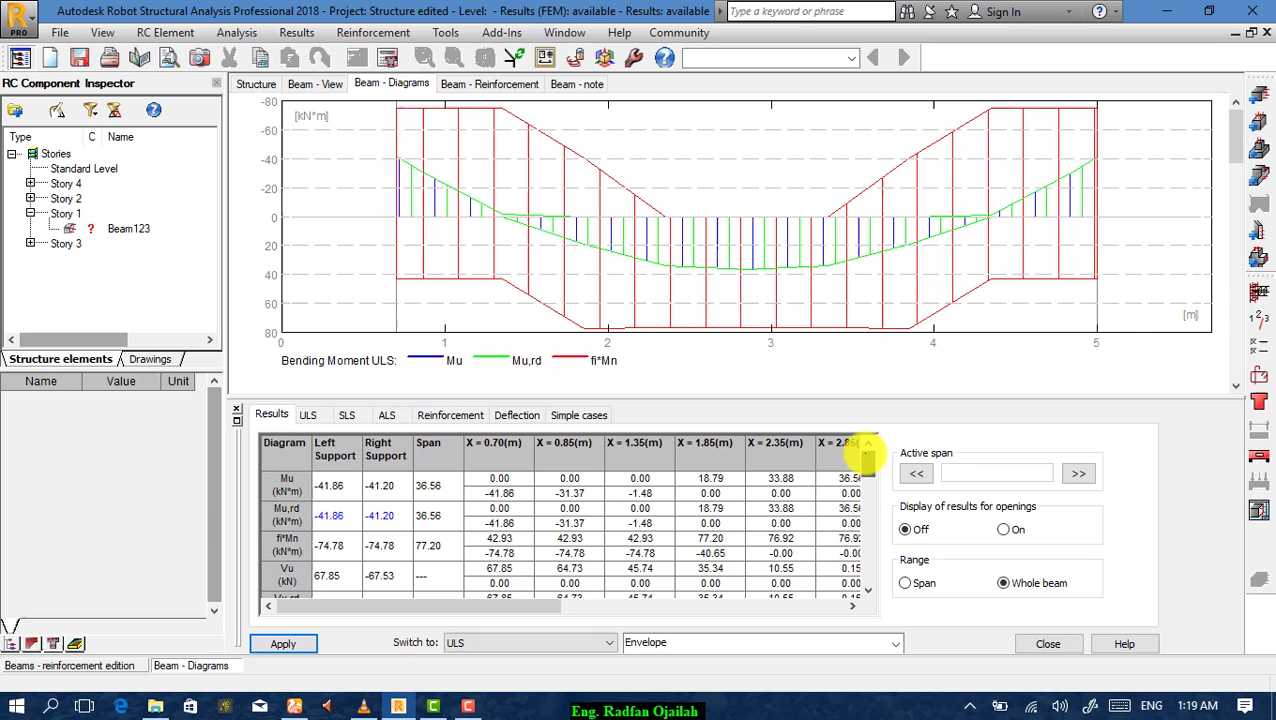 Autodesk Robot Structural Analysis Professional 2018 - Project: Structure edited - Level:  - Results (FEM): available - Results: available
Type a keyword or phrase
Sign In
PRO
File View RC Element Analysis Results Reinforcement Tools Add-Ins Window Help Community
RC Component Inspector
Structure Beam - View Beam - Diagrams Beam - Reinforcement Beam - note
Type C Name
Stories
Standard Level
Story 4
Story 2
Story 1
Beam123
Story 3
Structure elements Drawings
Name Value Unit
-80
-60
-40
-20
0
20
40
60
80
[kN*m]
[m]
0 1 2 3 4 5
Bending Moment ULS: Mu Mu,rd fi*Mn
Results ULS SLS ALS Reinforcement Deflection Simple cases
Diagram Left Support Right Support Span X = 0.70(m) X = 0.85(m) X = 1.35(m) X = 1.85(m) X = 2.35(m) X = 2.85(
Mu (kN*m) -41.86 -41.20 36.56 0.00 0.00 0.00 18.79 33.88 36.56
-41.86 -31.37 -1.48 0.00 0.00 0.00
Mu,rd (kN*m) -41.86 -41.20 36.56 0.00 0.00 0.00 18.79 33.88 36.56
-41.86 -31.37 -1.48 0.00 0.00 0.00
fi*Mn (kN*m) -74.78 -74.78 77.20 42.93 42.93 42.93 77.20 76.92 76.92
-74.78 -74.78 -74.78 -40.65 -0.00 -0.00
Vu (kN) 67.85 -67.53 --- 67.85 64.73 45.74 35.34 10.55 0.15
0.00 0.00 0.00 0.00 0.00 0.00
Active span
<< >>
Display of results for openings
Off On
Range
Span Whole beam
Apply Switch to: ULS Envelope Close Help
Beams - reinforcement edition Beam - Diagrams
ENG 1:19 AM
Eng. Radfan Ojailah